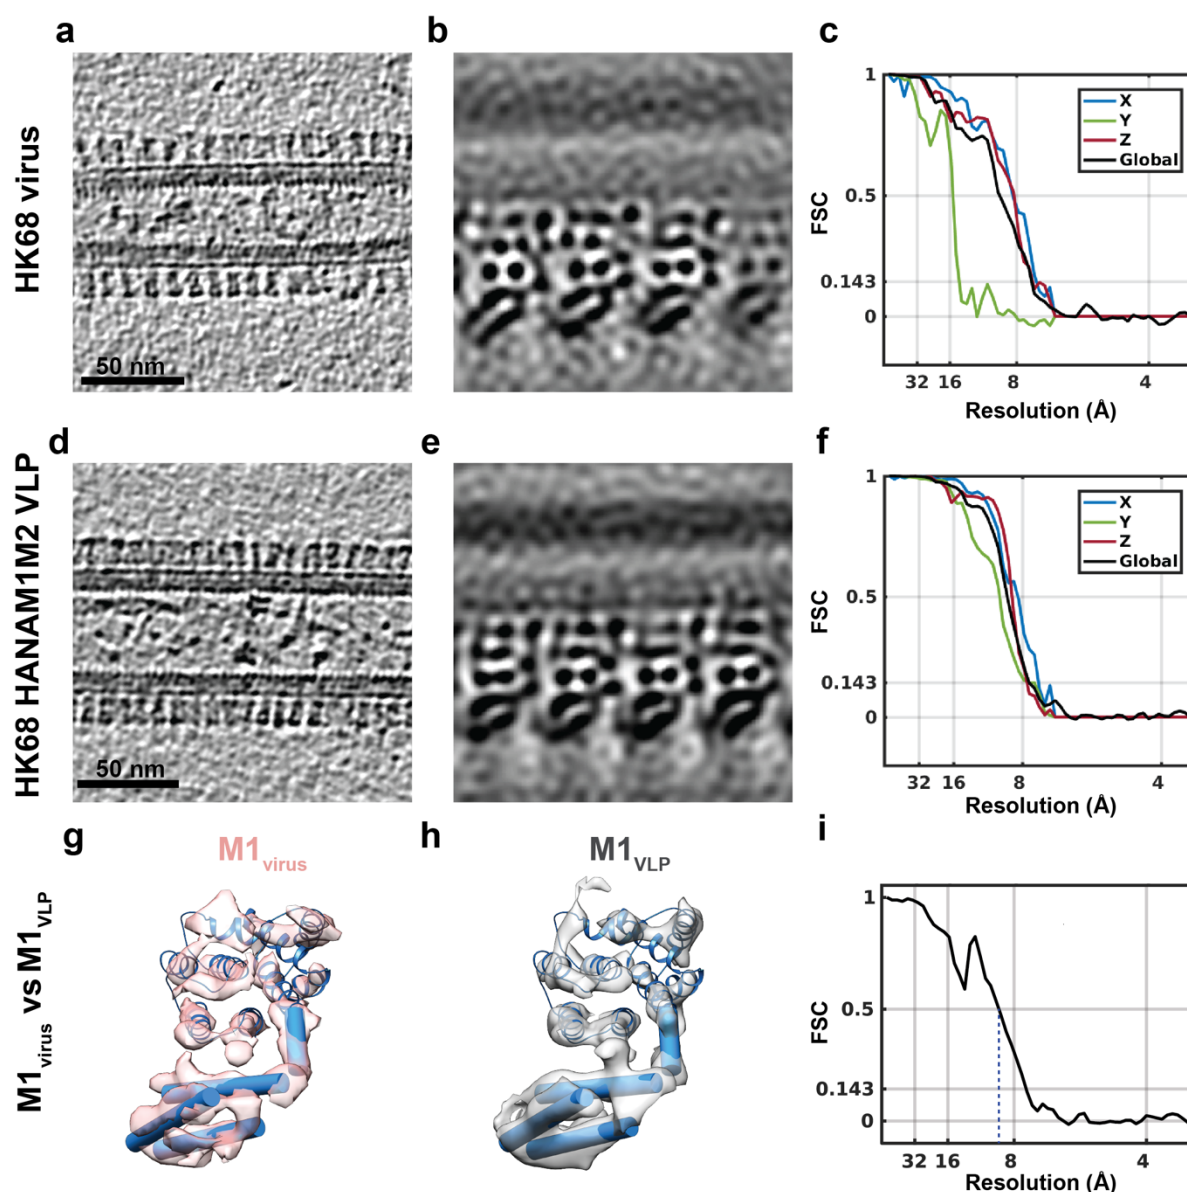 a
b
c
HK68 virus
50 nm
1
0.5
0.143
0
FSC
X
Y
Z
Global
32 16 8 4
Resolution (Å)
d
e
f
HK68 HANAM1M2 VLP
50 nm
1
0.5
0.143
0
FSC
X
Y
Z
Global
32 16 8 4
Resolution (Å)
g
M1virus
h
M1VLP
i
M1virus vs M1VLP
1
0.5
0.143
0
FSC
32 16 8 4
Resolution (Å)